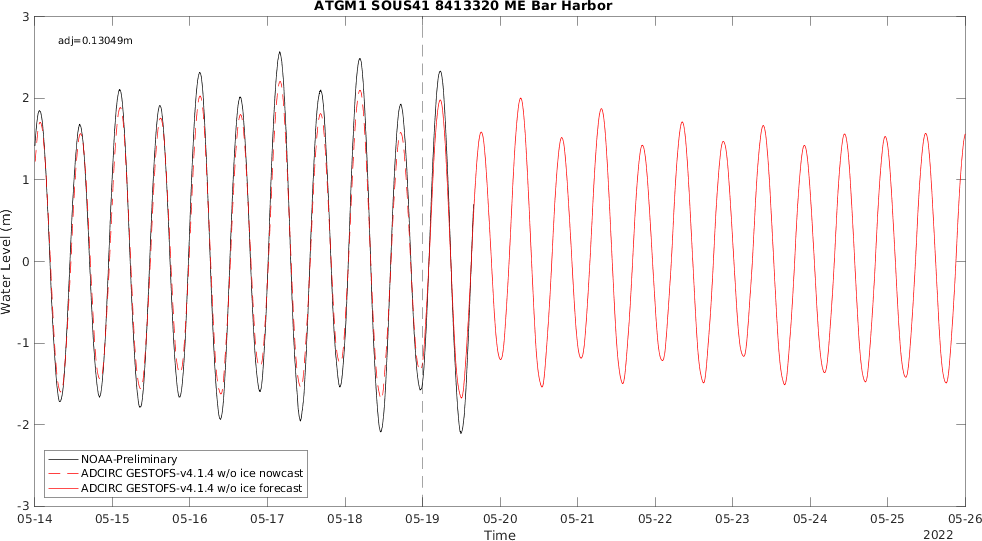 ATGM1 SOUS41 8413320 ME Bar Harbor
adj=0.13049m
3
2
1
0
-1
-2
-3
Water Level (m)
NOAA-Preliminary
ADCIRC GESTOFS-v4.1.4 w/o ice nowcast
ADCIRC GESTOFS-v4.1.4 w/o ice forecast
05-14 05-15 05-16 05-17 05-18 05-19 05-20 05-21 05-22 05-23 05-24 05-25 05-26
Time
2022